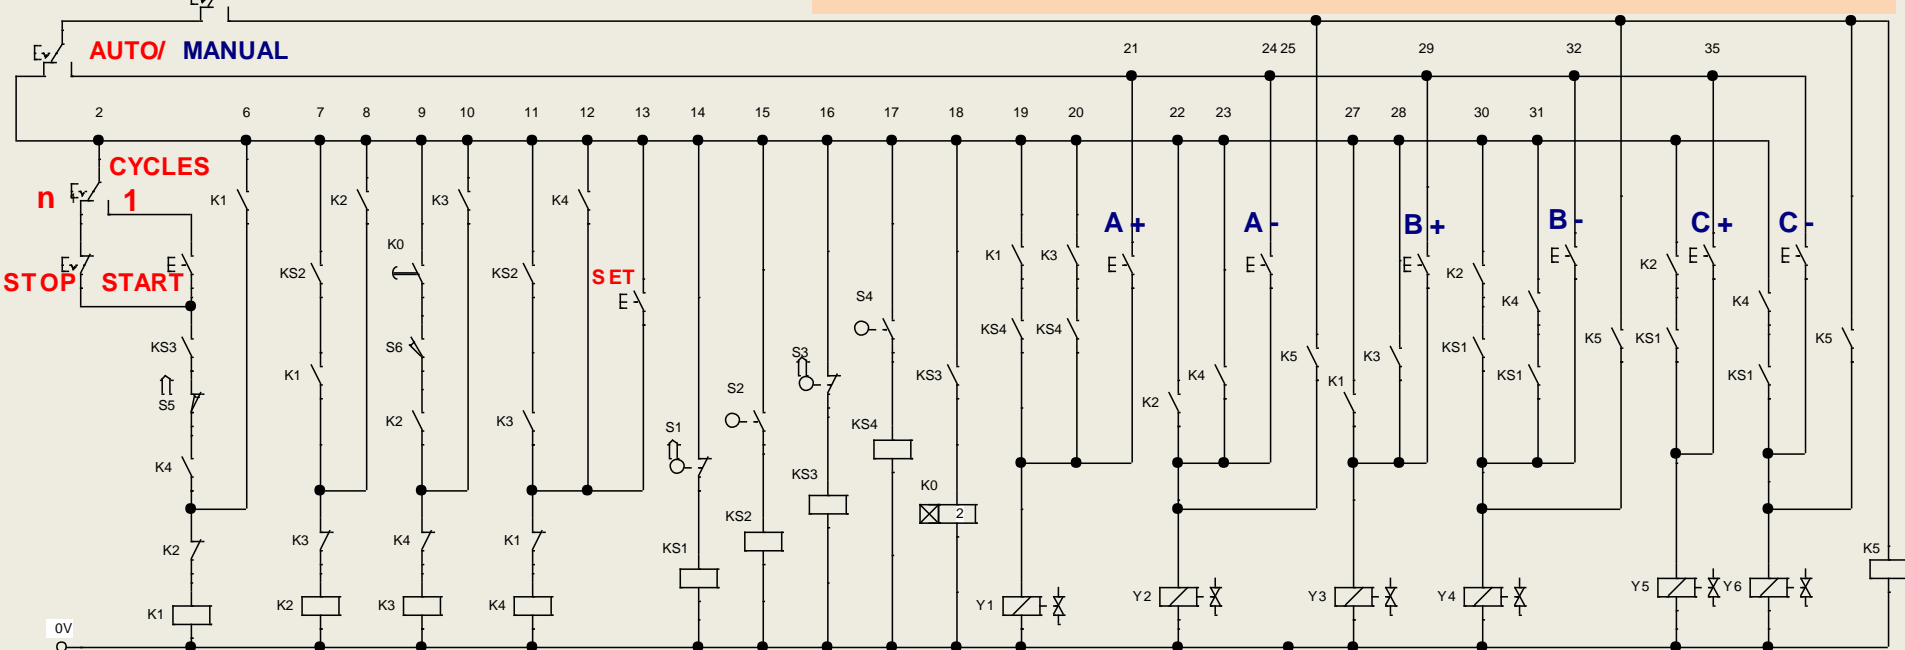 AUTO/ MANUAL
21 24 25 29 32 35
2 6 7 8 9 10 11 12 13 14 15 16 17 18 19 20 22 23 27 28 30 31
CYCLES
n 1
K1 K2 K3 K4
A+ A- B+ B- C+ C-
K0
STOP START
KS2 KS2 SET K1 K3 K2 K2
S4 K4 K4
KS3 S6 KS4 KS4 K5 KS1 K5
S3 K5 K3 KS1
S5 K1 S2 KS3 K4 K1 KS1 KS1
K2 K3 S1 KS4 K2
K4 KS3 K0
KS2 2
K2 K3 K4 K1 KS1 K5
K1 K2 K3 K4 Y1 Y2 Y3 Y4 Y5 Y6
0V